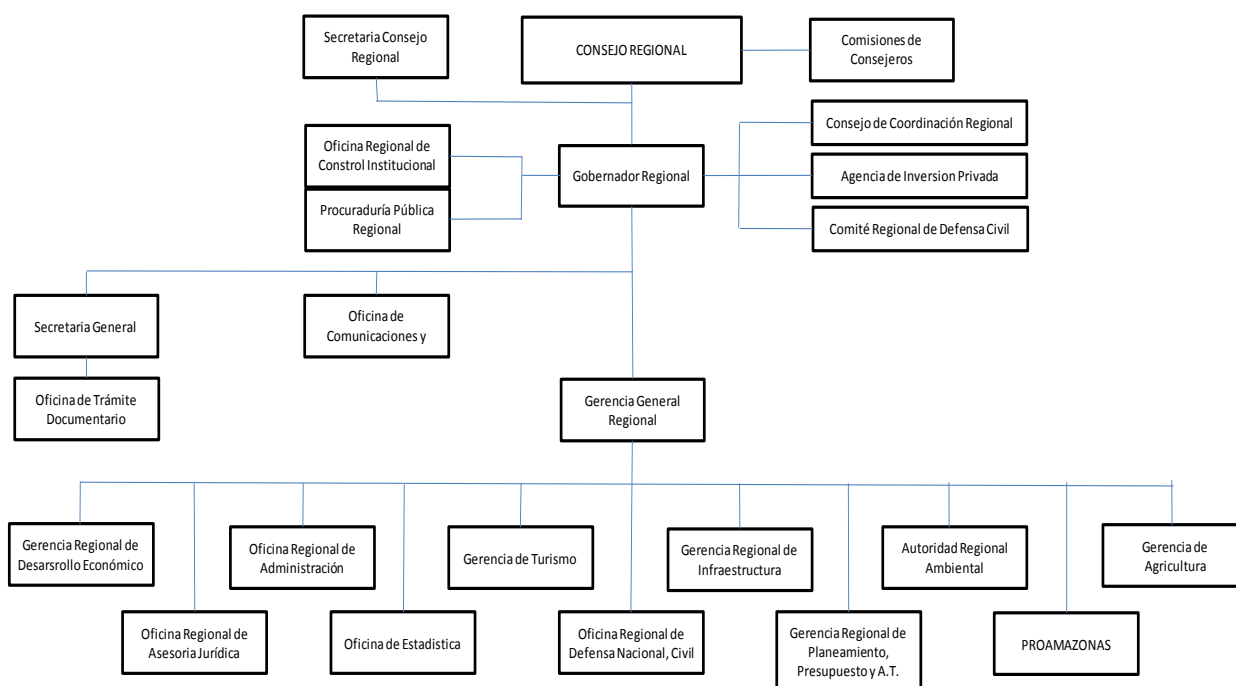 Secretaria Consejo
Regional
CONSEJO REGIONAL
Comisiones de
Consejeros
Consejo de Coordinación Regional
Oficina Regional de
Constrol Institucional
Gobernador Regional
Agencia de Inversion Privada
Procuraduría Pública
Regional
Comité Regional de Defensa Civil
Secretaria General
Oficina de
Comunicaciones y
Oficina de Trámite
Documentario
Gerencia General
Regional
Gerencia Regional de
Desarsrollo Económico
Oficina Regional de
Administración
Gerencia de Turismo
Gerencia Regional de
Infraestructura
Autoridad Regional
Ambiental
Gerencia de
Agricultura
Oficina Regional de
Asesoria Jurídica
Oficina de Estadistica
Oficina Regional de
Defensa Nacional, Civil
Gerencia Regional de
Planeamiento,
Presupuesto y A.T.
PROAMAZONAS